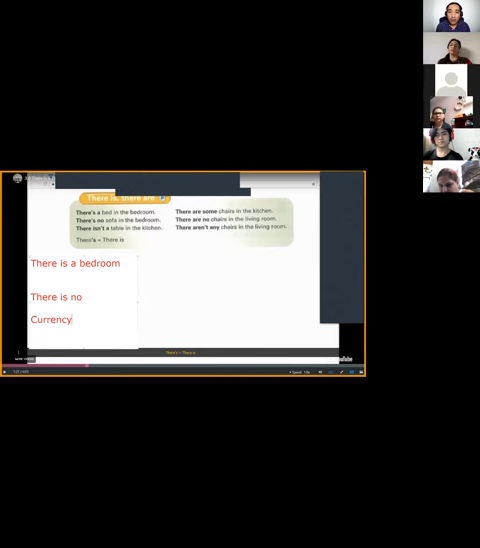 There is, there are
There's a bed in the bedroom.
There's no sofa in the bedroom.
There isn't a table in the kitchen.
There's = There is
There are some chairs in the kitchen.
There are no chairs in the living room.
There aren't any chairs in the living room.
There is a bedroom
There is no
Currency
There's = There is